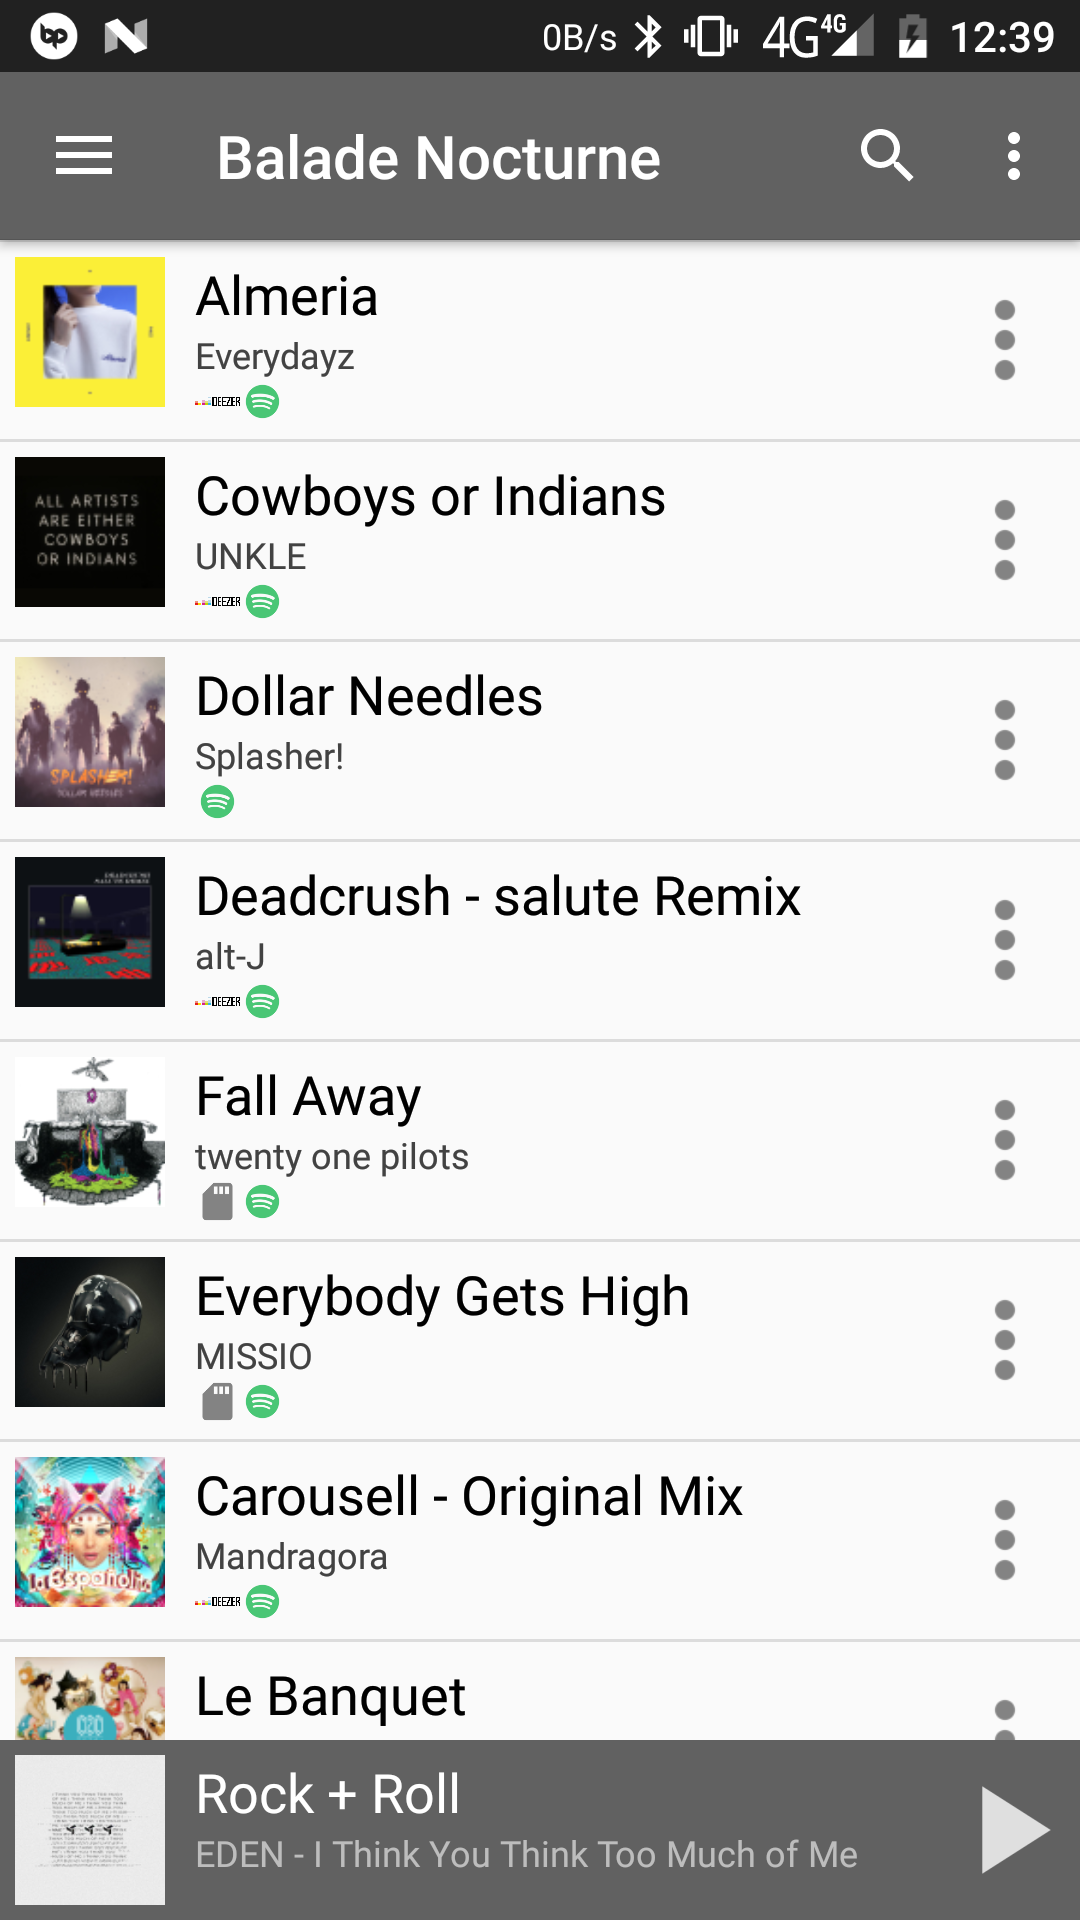 bp N 0B/s 4G 4G 12:39
Balade Nocturne
Almeria
Everydayz
DEEZER
ALL ARTISTS
ARE EITHER
COWBOYS
OR INDIANS
Cowboys or Indians
UNKLE
DEEZER
SPLASHER!
DOLLAR NEEDLES
Dollar Needles
Splasher!
Deadcrush - salute Remix
alt-J
DEEZER
Fall Away
twenty one pilots
Everybody Gets High
MISSIO
La Española
Carousell - Original Mix
Mandragora
DEEZER
Le Banquet
Rock + Roll
EDEN - I Think You Think Too Much of Me